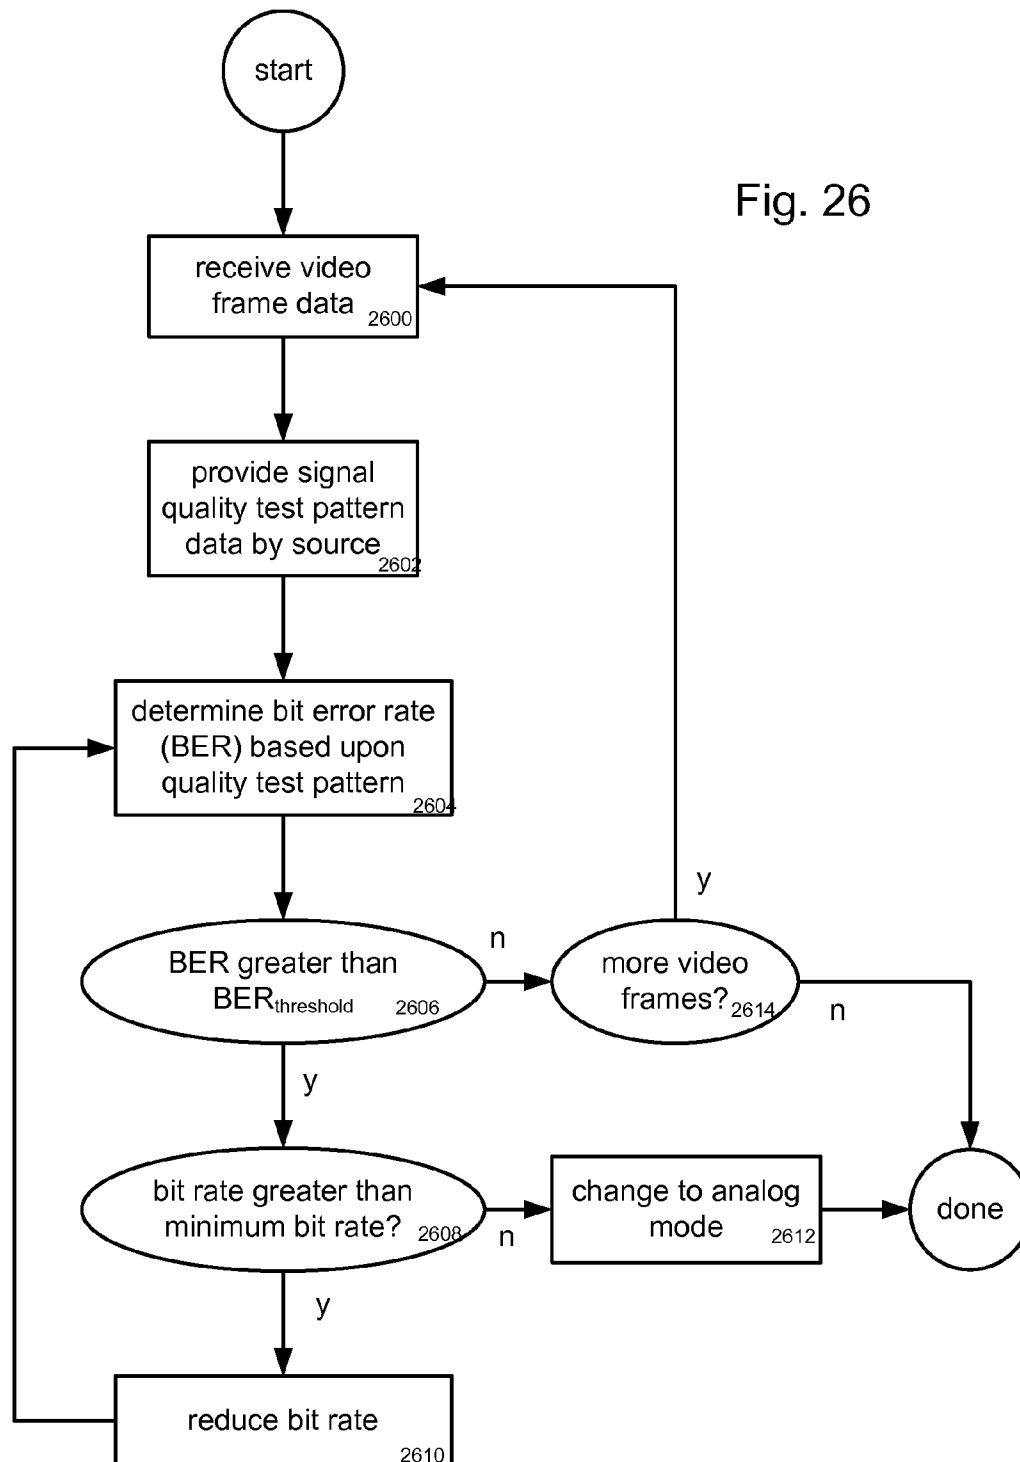 start
Fig. 26
receive video
frame data
2600
provide signal
quality test pattern
data by source
2602
determine bit error rate
(BER) based upon
quality test pattern
2604
y
BER greater than
BERthreshold
2606
n
more video
frames?
2614
n
y
bit rate greater than
minimum bit rate?
2608
n
change to analog
mode
2612
done
y
reduce bit rate
2610